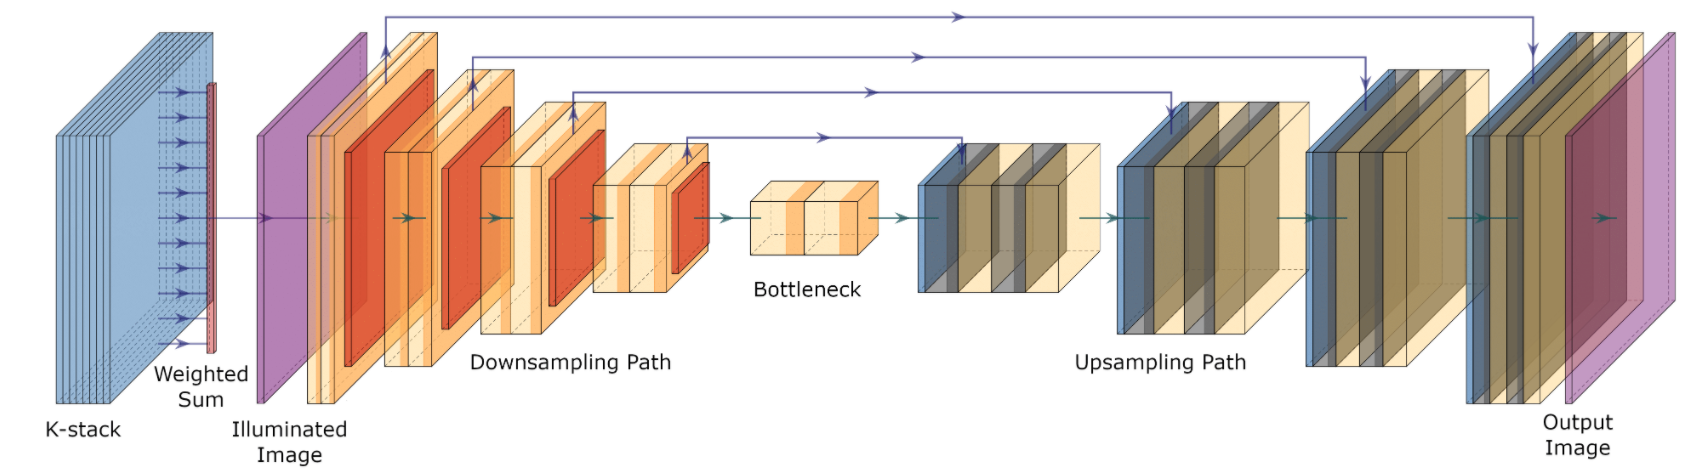 K-stack
Weighted
Sum
Illuminated
Image
Downsampling Path
Bottleneck
Upsampling Path
Output
Image